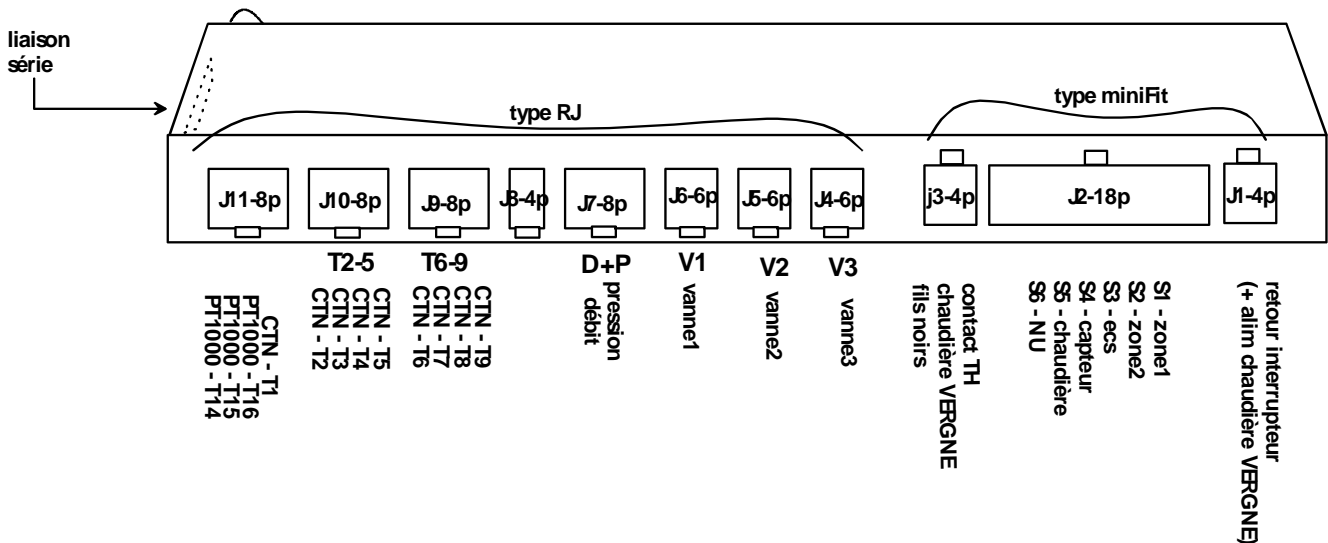 liaison
série
type RJ
type miniFit
J11-8p
J10-8p
J9-8p
J8-4p
J7-8p
J6-6p
J5-6p
J4-6p
j3-4p
J2-18p
J1-4p
T2-5
T6-9
D+P
V1
V2
V3
CTN - T1
PT1000 - T16
PT1000 - T15
PT1000 - T14
CTN - T5
CTN - T4
CTN - T3
CTN - T2
CTN - T9
CTN - T8
CTN - T7
CTN - T6
pression
débit
vanne1
vanne2
vanne3
contact TH
chaudière VERGNE
fils noirs
S1 - zone1
S2 - zone2
S3 - ecs
S4 - capteur
S5 - chaudière
S6 - NU
retour interrupteur
(+ alim chaudière VERGNE)